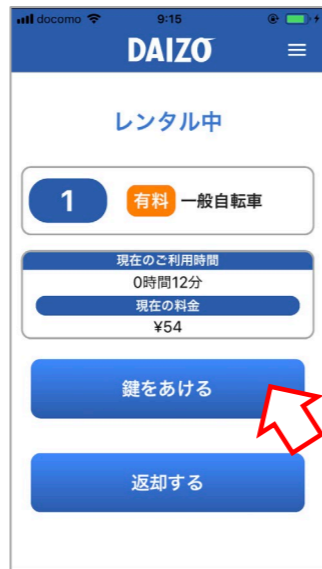 docomo 9:15
DAIZO
レンタル中
1 有料 一般自転車
現在のご利用時間
0時間12分
現在の料金
¥54
鍵をあける
返却する